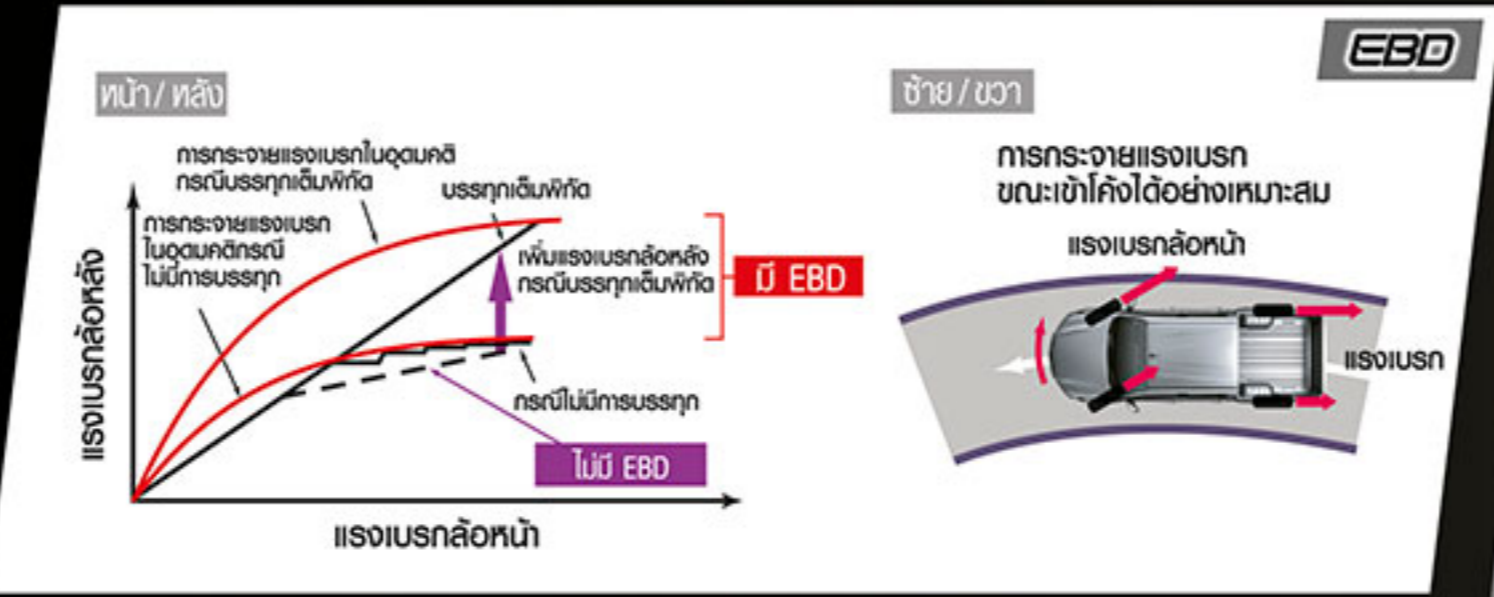 EBD
หน้า / หลัง
การกระจายแรงเบรกในอุดมคติ
กรณีบรรทุกเต็มพิกัด
บรรทุกเต็มพิกัด
การกระจายแรงเบรก
ในอุดมคติกรณี
ไม่มีการบรรทุก
เพิ่มแรงเบรกล้อหลัง
กรณีบรรทุกเต็มพิกัด
มี EBD
แรงเบรกล้อหลัง
กรณีไม่มีการบรรทุก
ไม่มี EBD
แรงเบรกล้อหน้า
ซ้าย / ขวา
การกระจายแรงเบรก
ขณะเข้าโค้งได้อย่างเหมาะสม
แรงเบรกล้อหน้า
แรงเบรก